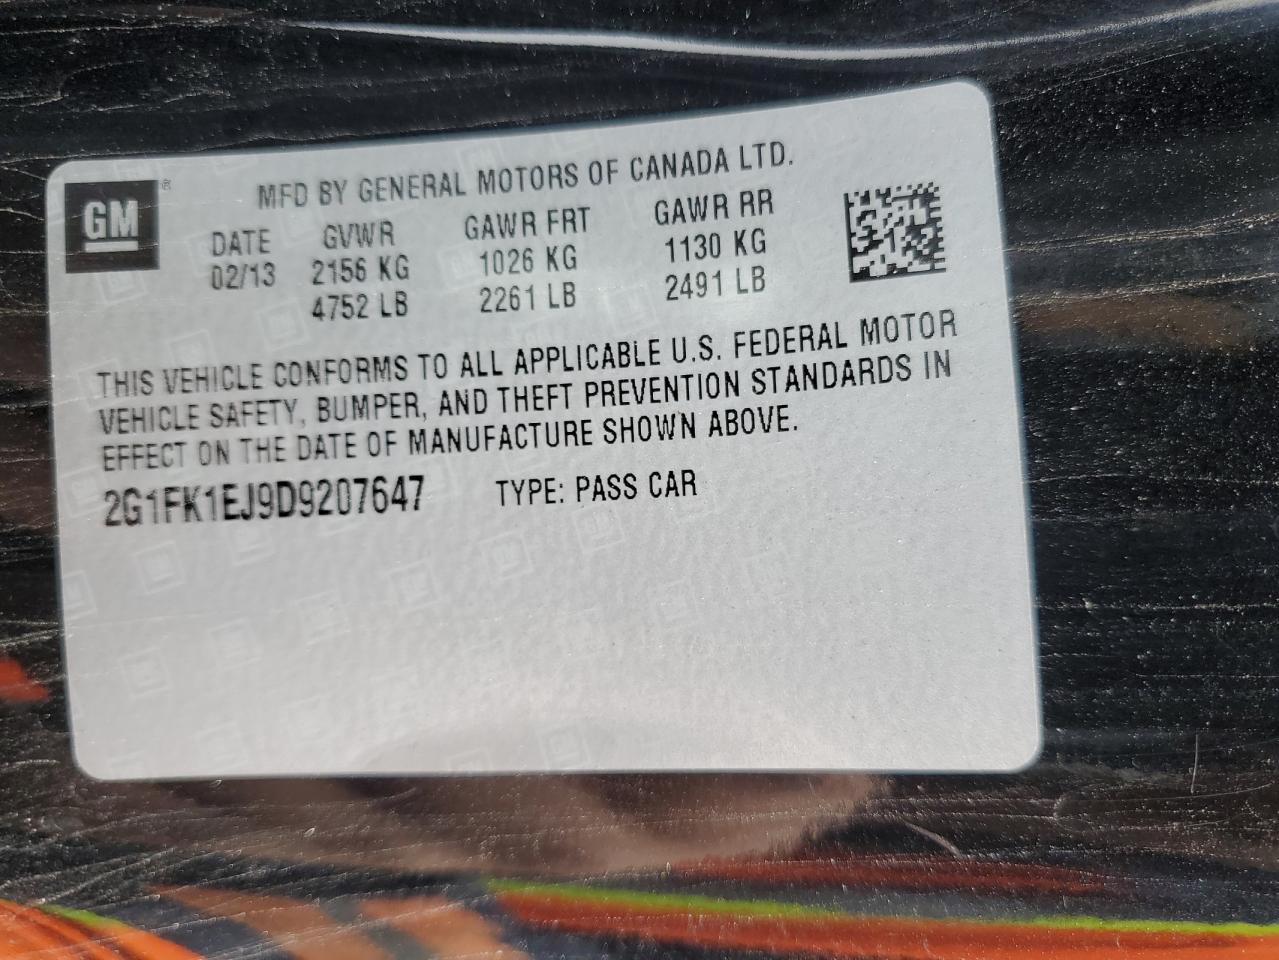 GM ®
MFD BY GENERAL MOTORS OF CANADA LTD.
DATE GVWR GAWR FRT GAWR RR
02/13 2156 KG 1026 KG 1130 KG
4752 LB 2261 LB 2491 LB
THIS VEHICLE CONFORMS TO ALL APPLICABLE U.S. FEDERAL MOTOR
VEHICLE SAFETY, BUMPER, AND THEFT PREVENTION STANDARDS IN
EFFECT ON THE DATE OF MANUFACTURE SHOWN ABOVE.
2G1FK1EJ9D9207647 TYPE: PASS CAR